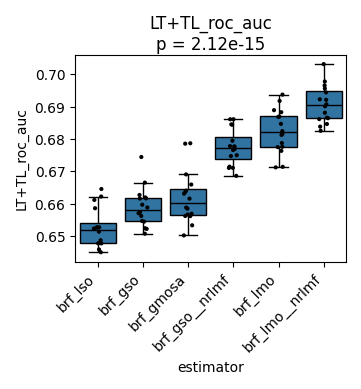 LT+TL_roc_auc
p = 2.12e-15
LT+TL_roc_auc
0.70
0.69
0.68
0.67
0.66
0.65
brf_lso
brf_gso
brf_gmosa
brf_gso__nrlmf
brf_lmo
brf_lmo__nrlmf
estimator